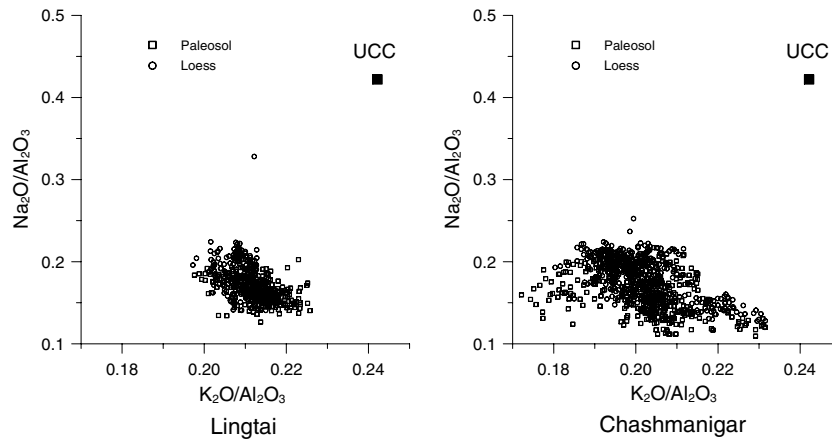 0.5
0.4
0.3
0.2
0.1
Na₂O/Al₂O₃
Paleosol
Loess
UCC
0.18
0.20
0.22
0.24
K₂O/Al₂O₃
Lingtai
0.5
0.4
0.3
0.2
0.1
Na₂O/Al₂O₃
Paleosol
Loess
UCC
0.18
0.20
0.22
0.24
K₂O/Al₂O₃
Chashmanigar